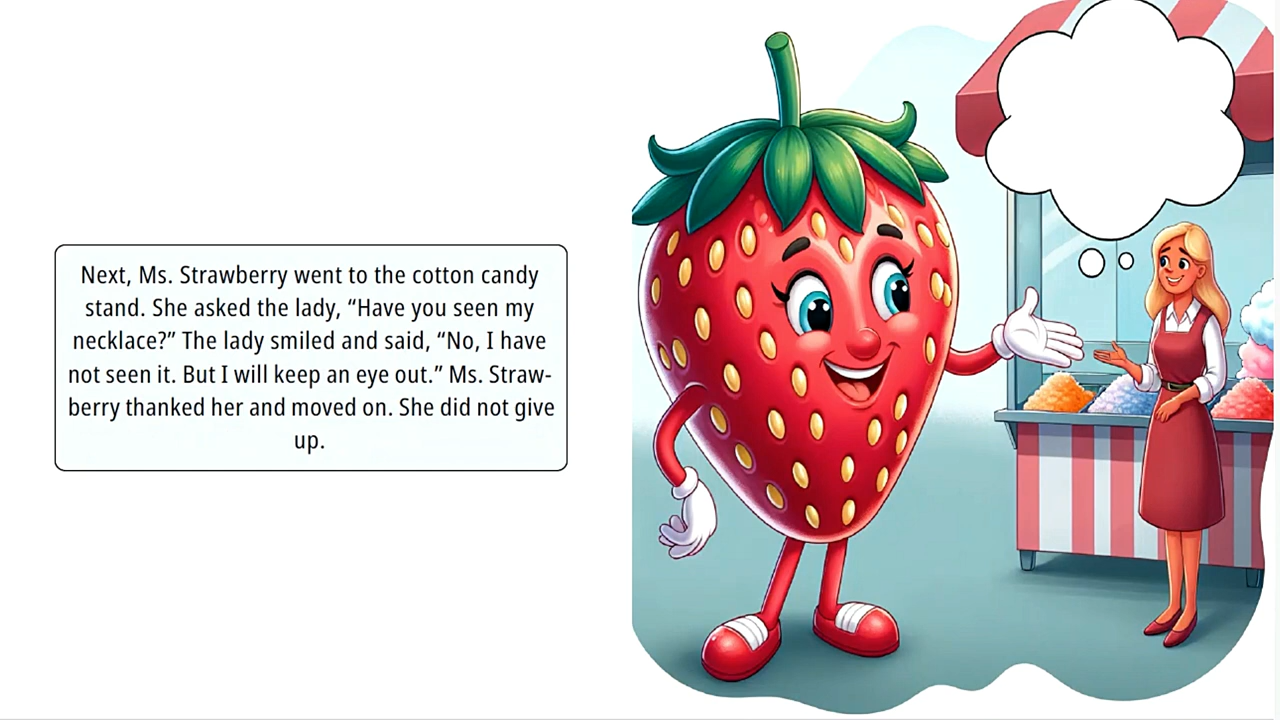 Next, Ms. Strawberry went to the cotton candy
stand. She asked the lady, “Have you seen my
necklace?” The lady smiled and said, “No, I have
not seen it. But I will keep an eye out.” Ms. Straw-
berry thanked her and moved on. She did not give
up.